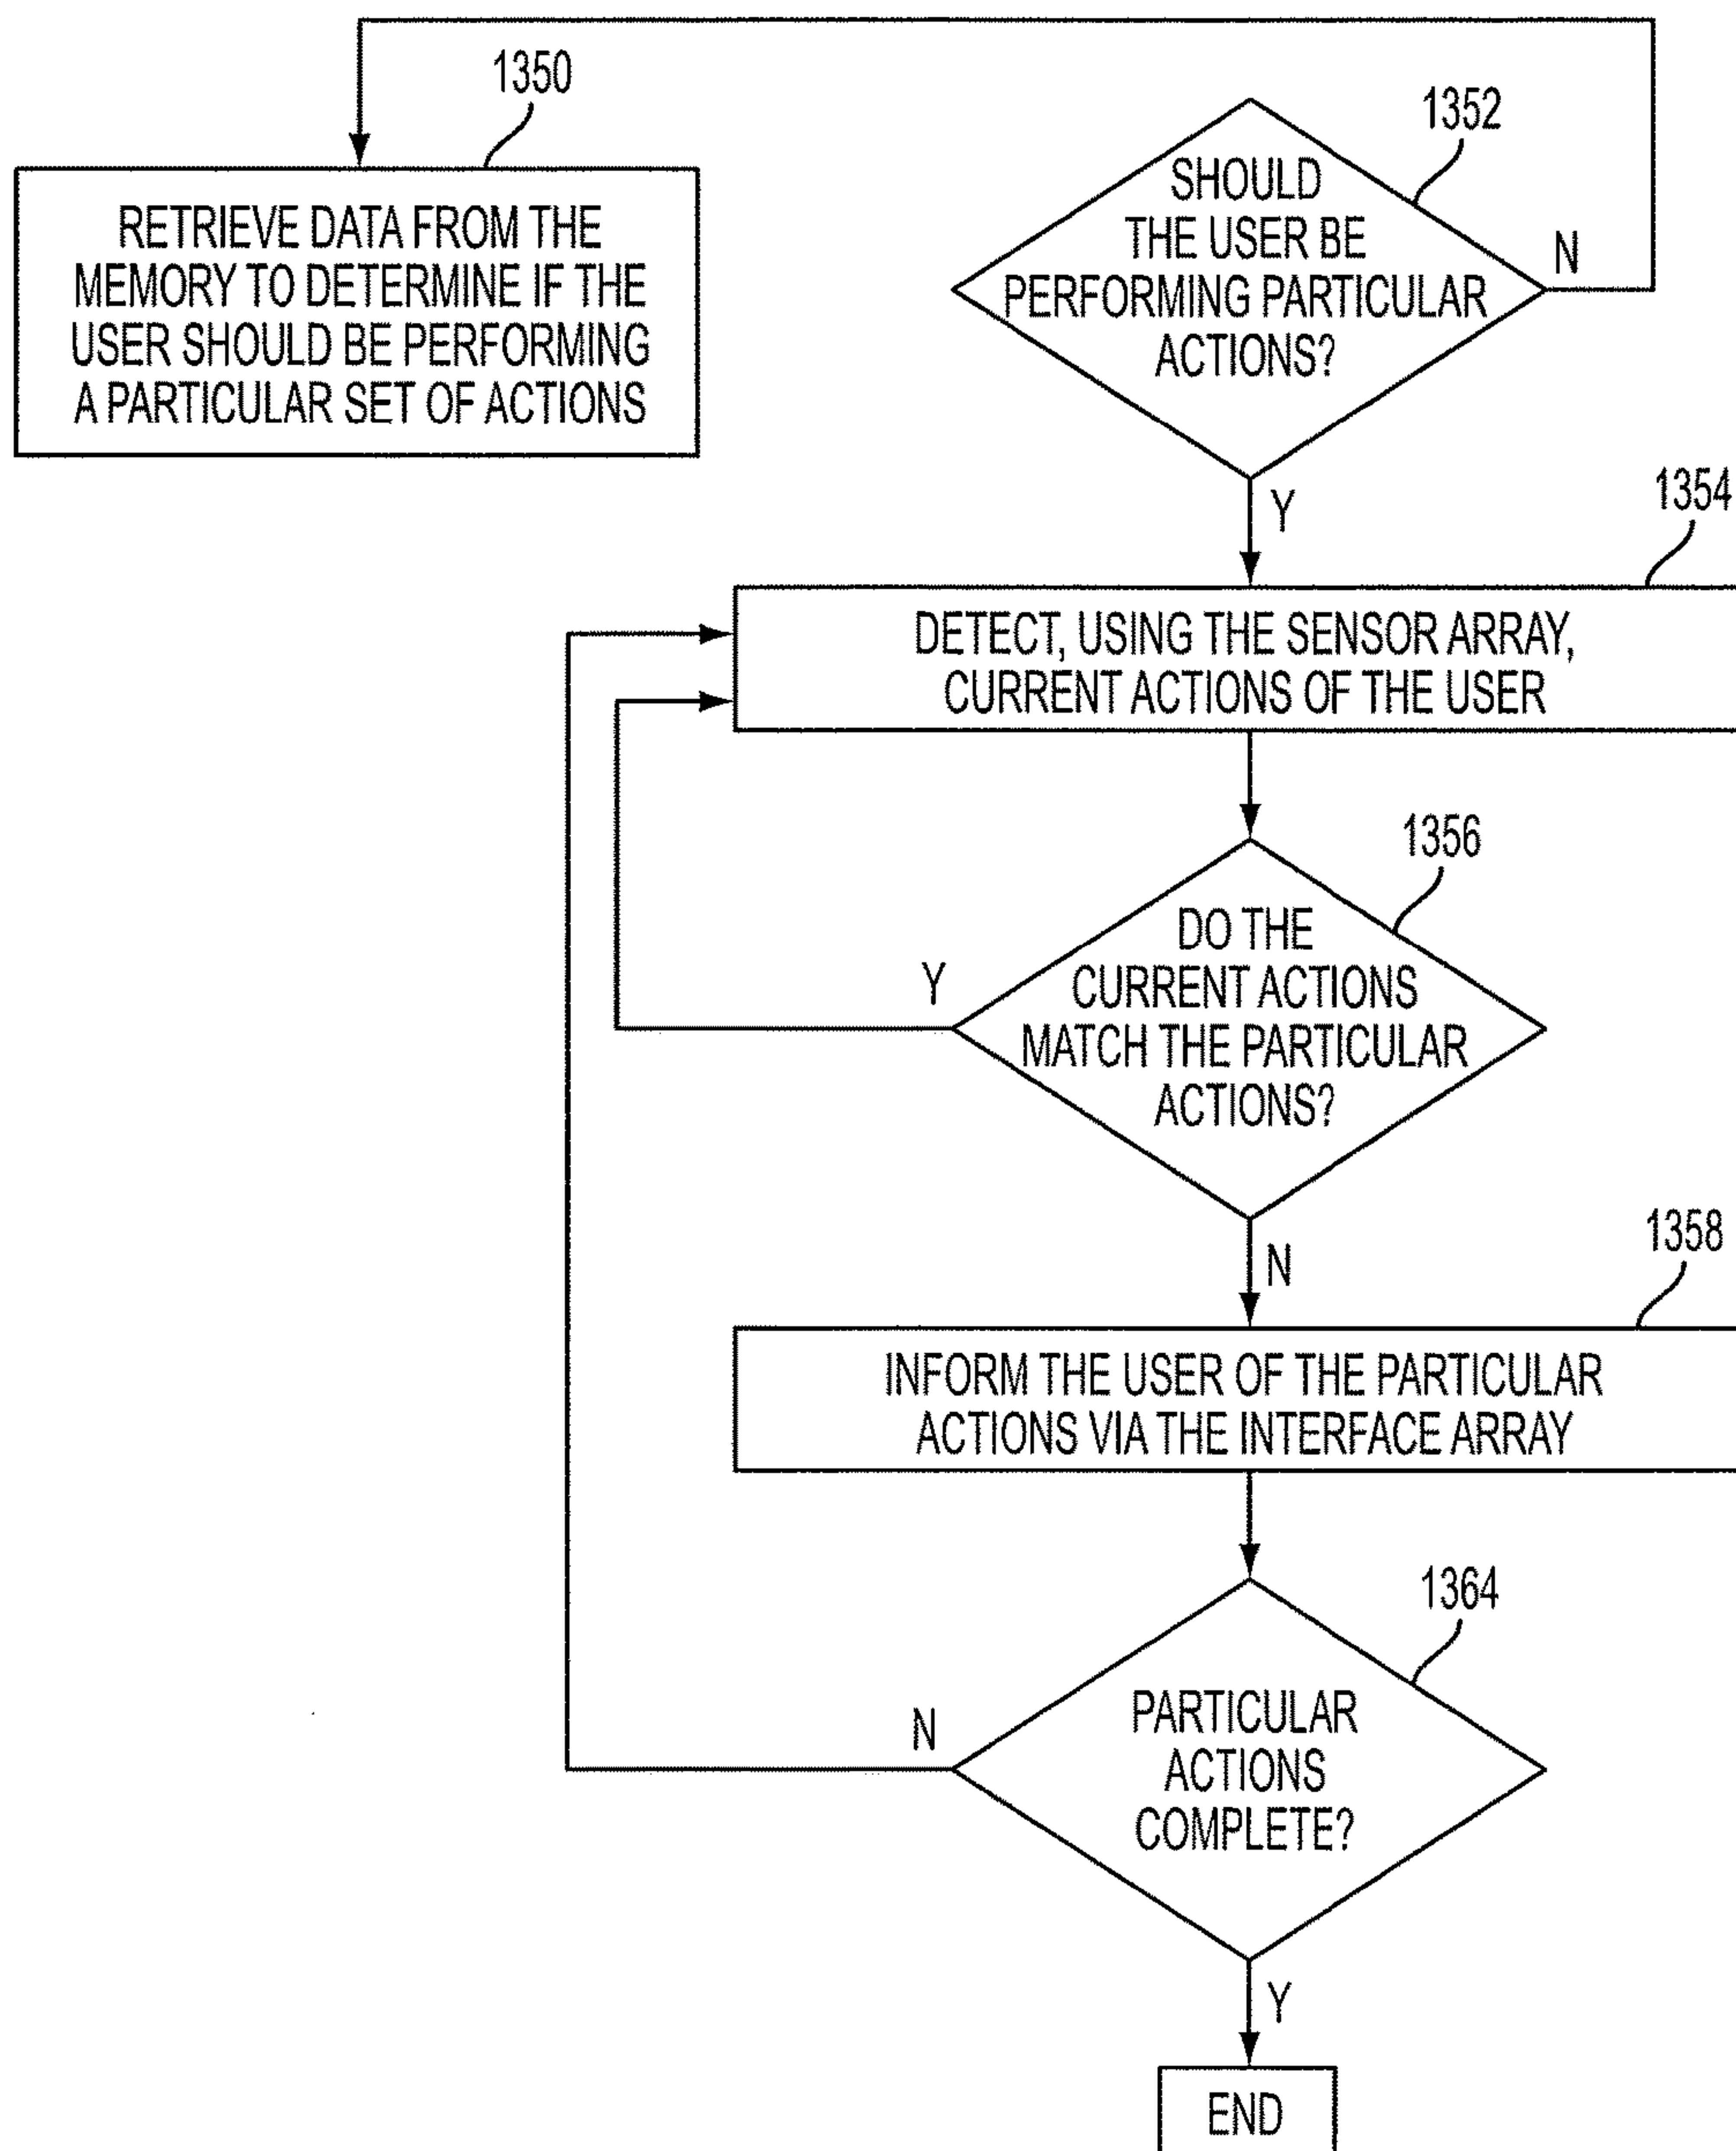 1350
RETRIEVE DATA FROM THE
MEMORY TO DETERMINE IF THE
USER SHOULD BE PERFORMING
A PARTICULAR SET OF ACTIONS
1352
SHOULD
THE USER BE
PERFORMING PARTICULAR
ACTIONS?
N
Y
1354
DETECT, USING THE SENSOR ARRAY,
CURRENT ACTIONS OF THE USER
1356
DO THE
CURRENT ACTIONS
MATCH THE PARTICULAR
ACTIONS?
Y
N
1358
INFORM THE USER OF THE PARTICULAR
ACTIONS VIA THE INTERFACE ARRAY
1364
PARTICULAR
ACTIONS
COMPLETE?
N
Y
END